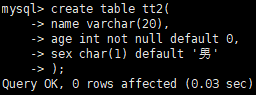 mysql> create table tt2(
    -> name varchar(20),
    -> age int not null default 0,
    -> sex char(1) default '男'
    -> );
Query OK, 0 rows affected (0.03 sec)